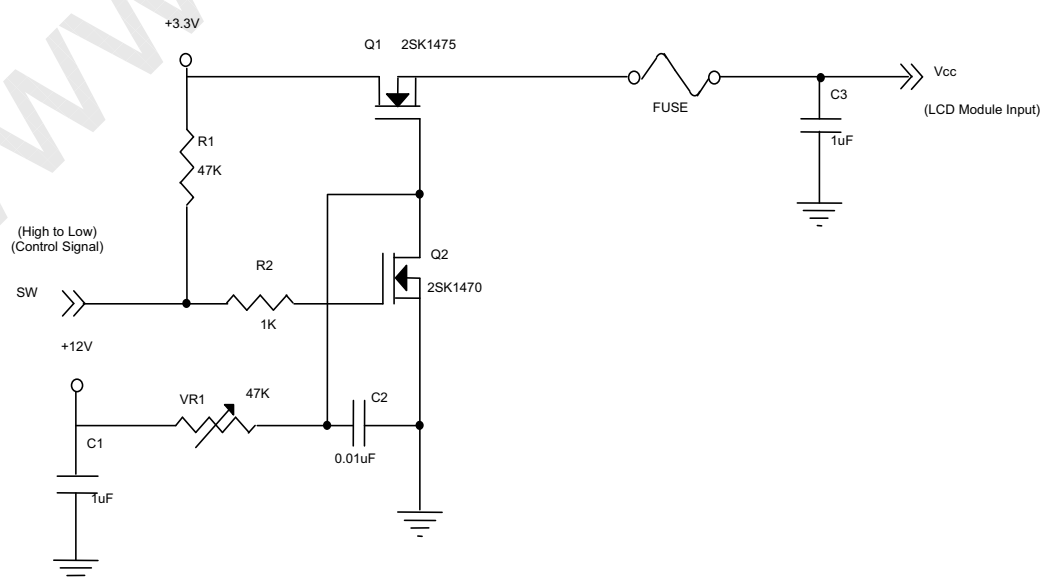 +3.3V
Q1 2SK1475
Vcc
FUSE
C3
(LCD Module Input)
R1
1uF
47K
(High to Low)
(Control Signal)
R2
Q2
SW
2SK1470
1K
+12V
VR1
47K
C2
C1
0.01uF
1uF